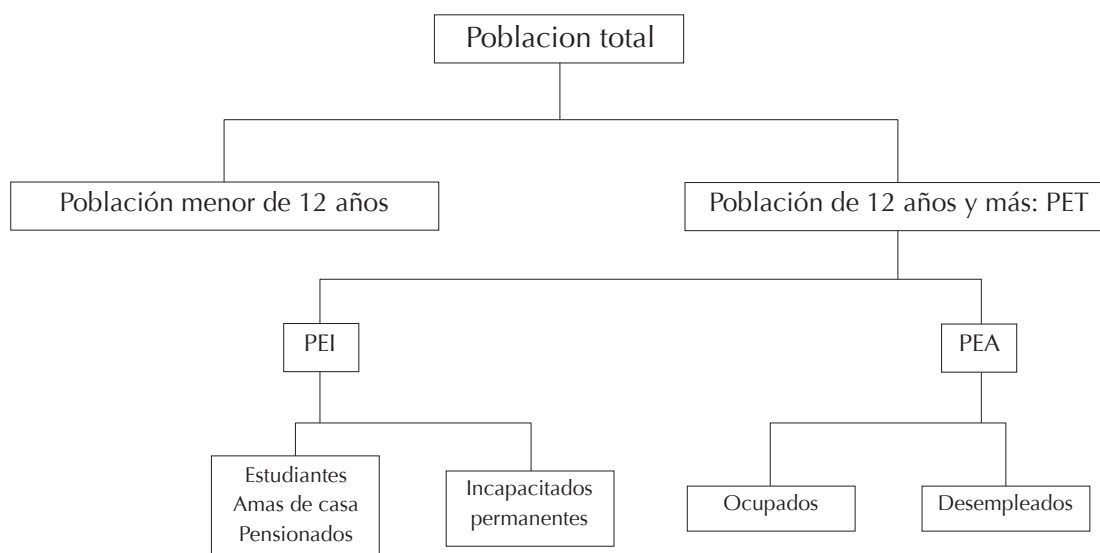 Poblacion total
Población menor de 12 años
Población de 12 años y más: PET
PEI
PEA
Estudiantes
Amas de casa
Pensionados
Incapacitados
permanentes
Ocupados
Desempleados